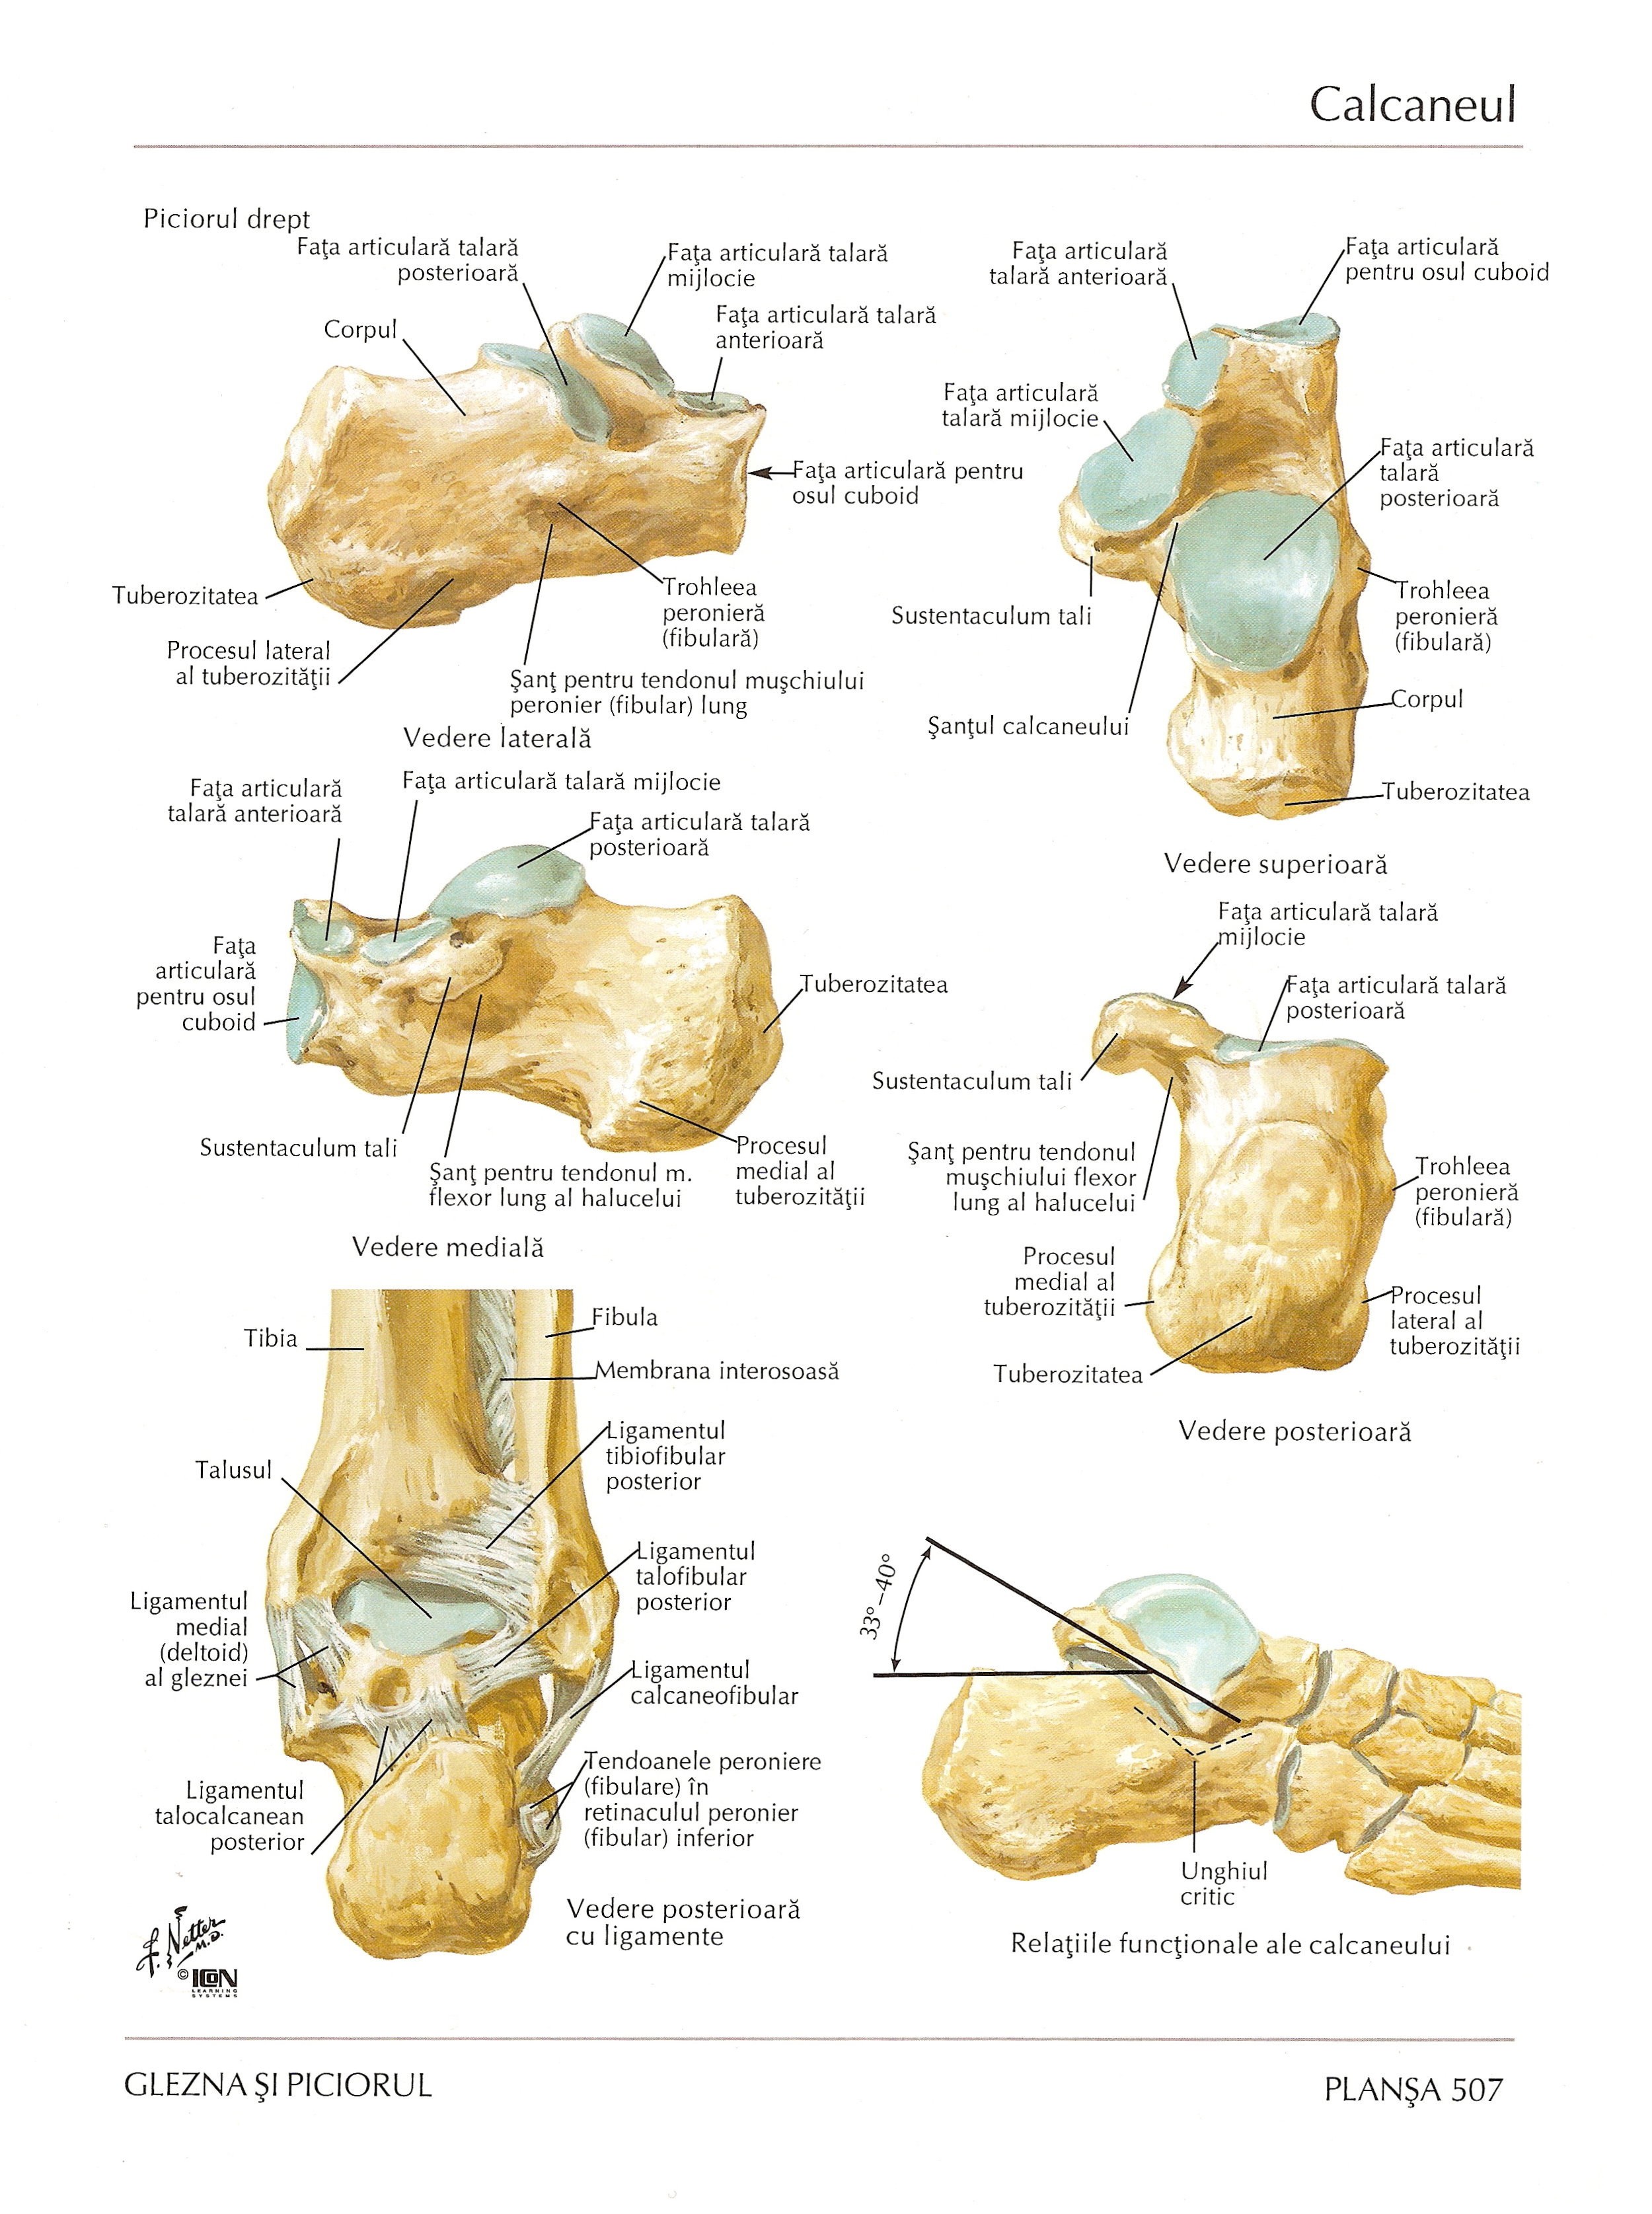 Calcaneul
Piciorul drept
Faţa articulară talară
posterioară
Faţa articulară talară
mijlocie
Faţa articulară talară
anterioară
Corpul
Faţa articulară pentru
osul cuboid
Tuberozitatea
Procesul lateral
al tuberozităţii
Trohleea
peronieră
(fibulară)
Şanţ pentru tendonul muşchiului
peronier (fibular) lung
Vedere laterală
Faţa articulară
talară anterioară
Faţa articulară
pentru osul cuboid
Faţa articulară
talară mijlocie
Faţa articulară
talară
posterioară
Sustentaculum tali
Trohleea
peronieră
(fibulară)
Şanţul calcaneului
Corpul
Tuberozitatea
Vedere superioară
Faţa articulară
talară anterioară
Faţa articulară talară mijlocie
Faţa articulară talară
posterioară
Faţa
articulară
pentru osul
cuboid
Tuberozitatea
Sustentaculum tali
Şanţ pentru tendonul m.
flexor lung al halucelui
Procesul
medial al
tuberozităţii
Vedere medială
Faţa articulară talară
mijlocie
Faţa articulară talară
posterioară
Sustentaculum tali
Şanţ pentru tendonul
muşchiului flexor
lung al halucelui
Trohleea
peronieră
(fibulară)
Procesul
medial al
tuberozităţii
Procesul
lateral al
tuberozităţii
Tuberozitatea
Vedere posterioară
Tibia
Fibula
Membrana interosoasă
Ligamentul
tibiofibular
posterior
Talusul
Ligamentul
talofibular
posterior
Ligamentul
medial
(deltoid)
al gleznei
Ligamentul
calcaneofibular
Ligamentul
talocalcanean
posterior
Tendoanele peroniere
(fibulare) în
retinaculul peronier
(fibular) inferior
Vedere posterioară
cu ligamente
33°–40°
Unghiul
critic
Relaţiile funcţionale ale calcaneului
F. Netter
M.D.
© ICON
LEARNING
SYSTEMS
GLEZNA ŞI PICIORUL
PLANŞA 507